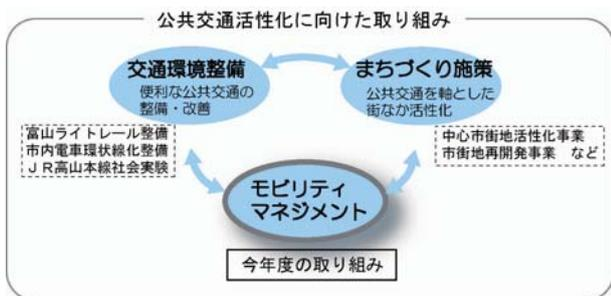 公共交通活性化に向けた取り組み
交通環境整備
便利な公共交通の
整備・改善
まちづくり施策
公共交通を軸とした
街なか活性化
富山ライトレール整備
市内電車環状線化整備
ＪＲ高山本線社会実験
中心市街地活性化事業
市街地再開発事業　など
モビリティ
マネジメント
今年度の取り組み